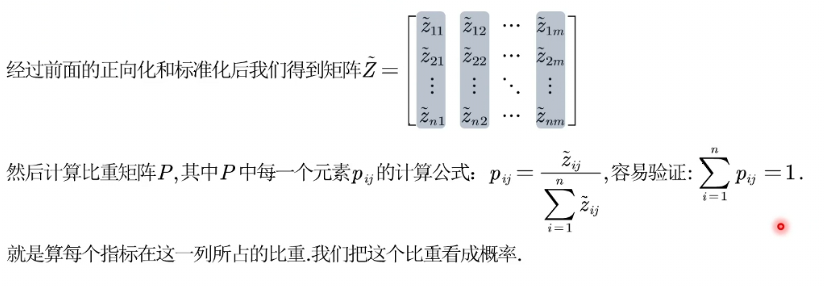 经过前面的正向化和标准化后我们得到矩阵 $\tilde{Z} = \begin{bmatrix} \tilde{z}_{11} & \tilde{z}_{12} & \cdots & \tilde{z}_{1m} \\ \tilde{z}_{21} & \tilde{z}_{22} & \cdots & \tilde{z}_{2m} \\ \vdots & \vdots & \ddots & \vdots \\ \tilde{z}_{n1} & \tilde{z}_{n2} & \cdots & \tilde{z}_{nm} \end{bmatrix}$
然后计算比重矩阵$P$,其中$P$中每一个元素$p_{ij}$的计算公式: $p_{ij} = \dfrac{\tilde{z}_{ij}}{\sum_{i=1}^{n} \tilde{z}_{ij}}$,容易验证: $\sum_{i=1}^{n} p_{ij} = 1$.
就是算每个指标在这一列所占的比重.我们把这个比重看成概率.